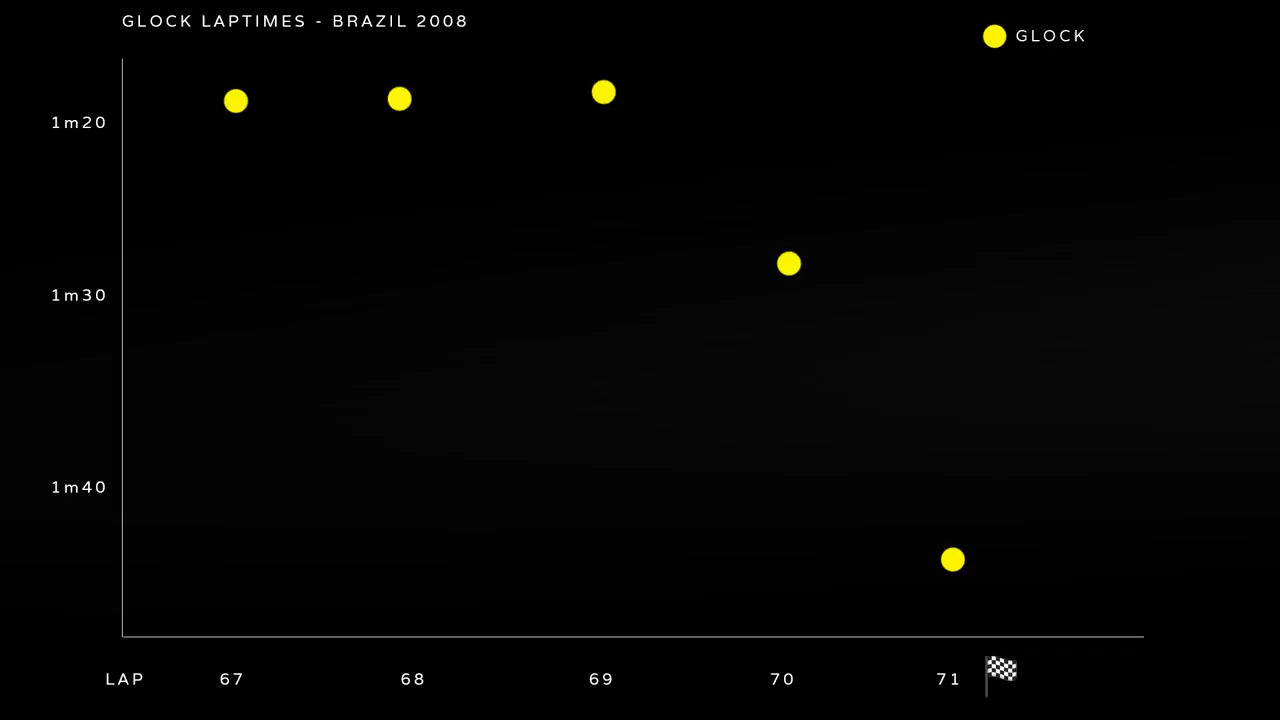 GLOCK LAPTIMES - BRAZIL 2008
GLOCK
1m20
1m30
1m40
LAP 67 68 69 70 71